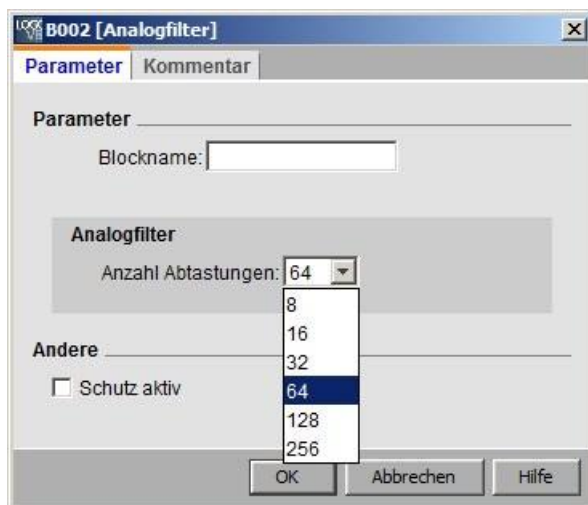 LOGO B002 [Analogfilter]
Parameter Kommentar
Parameter
Blockname:
Analogfilter
Anzahl Abtastungen: 64
8
16
32
64
128
256
Andere
Schutz aktiv
OK Abbrechen Hilfe